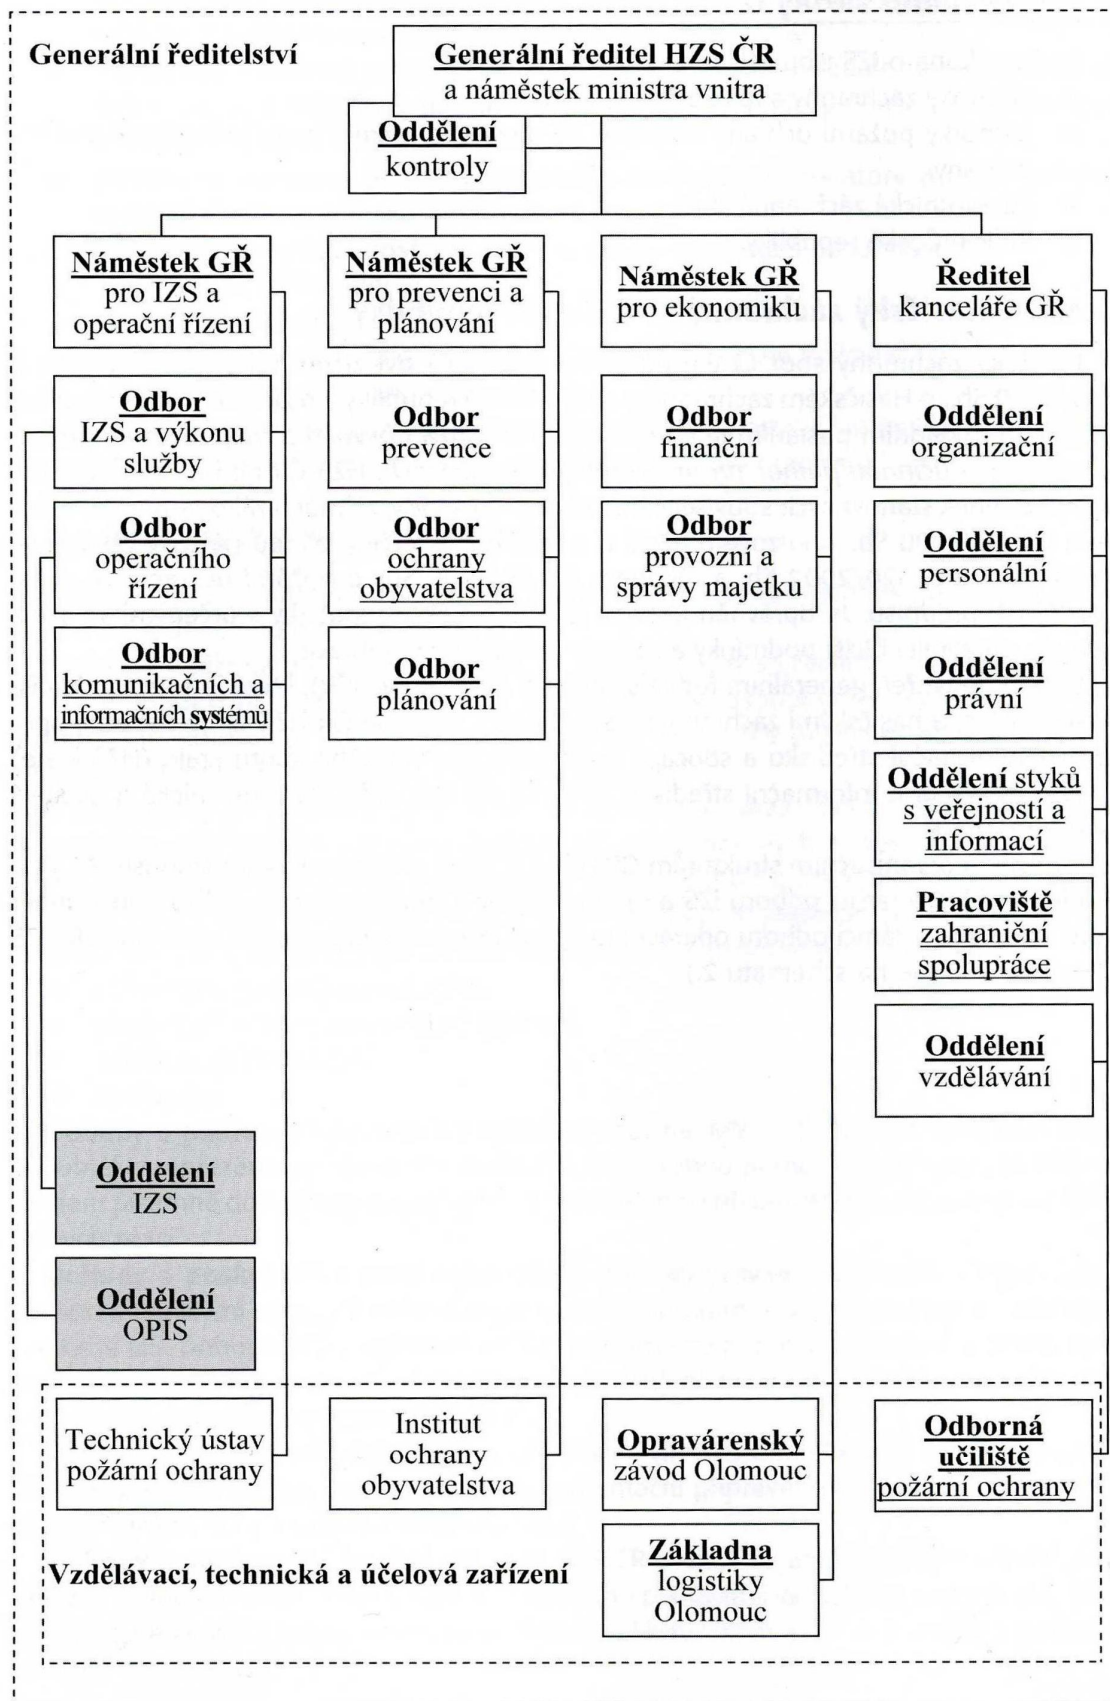 Generální ředitelství
Generální ředitel HZS ČR
a náměstek ministra vnitra
Oddělení
kontroly
Náměstek GŘ
pro IZS a
operační řízení
Odbor
IZS a výkonu
služby
Odbor
operačního
řízení
Odbor
komunikačních a
informačních systémů
Oddělení
IZS
Oddělení
OPIS
Technický ústav
požární ochrany
Náměstek GŘ
pro prevenci a
plánování
Odbor
prevence
Odbor
ochrany
obyvatelstva
Odbor
plánování
Institut
ochrany
obyvatelstva
Náměstek GŘ
pro ekonomiku
Odbor
finanční
Odbor
provozní a
správy majetku
Opravárenský
závod Olomouc
Základna
logistiky
Olomouc
Ředitel
kanceláře GŘ
Oddělení
organizační
Oddělení
personální
Oddělení
právní
Oddělení styků
s veřejností a
informací
Pracoviště
zahraniční
spolupráce
Oddělení
vzdělávání
Odborná
učiliště
požární ochrany
Vzdělávací, technická a účelová zařízení